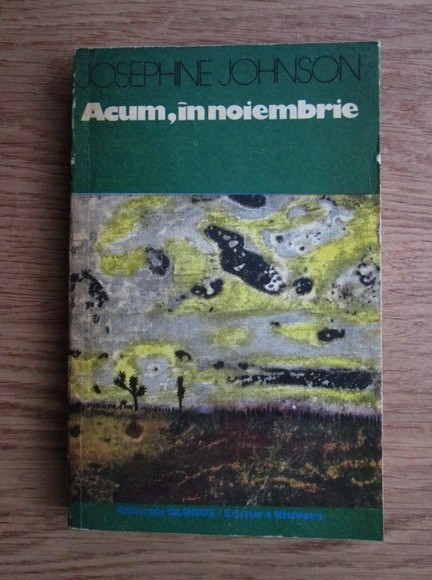 JOSEPHINE JOHNSON
Acum, în noiembrie
Colecția GLOBUS / Editura Univers